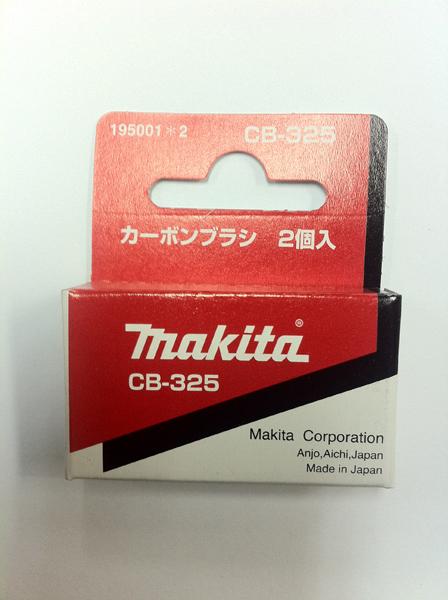 195001*2 CB-325
カーボンブラシ 2個入
makita®
CB-325
Makita Corporation
Anjo,Aichi,Japan
Made in Japan